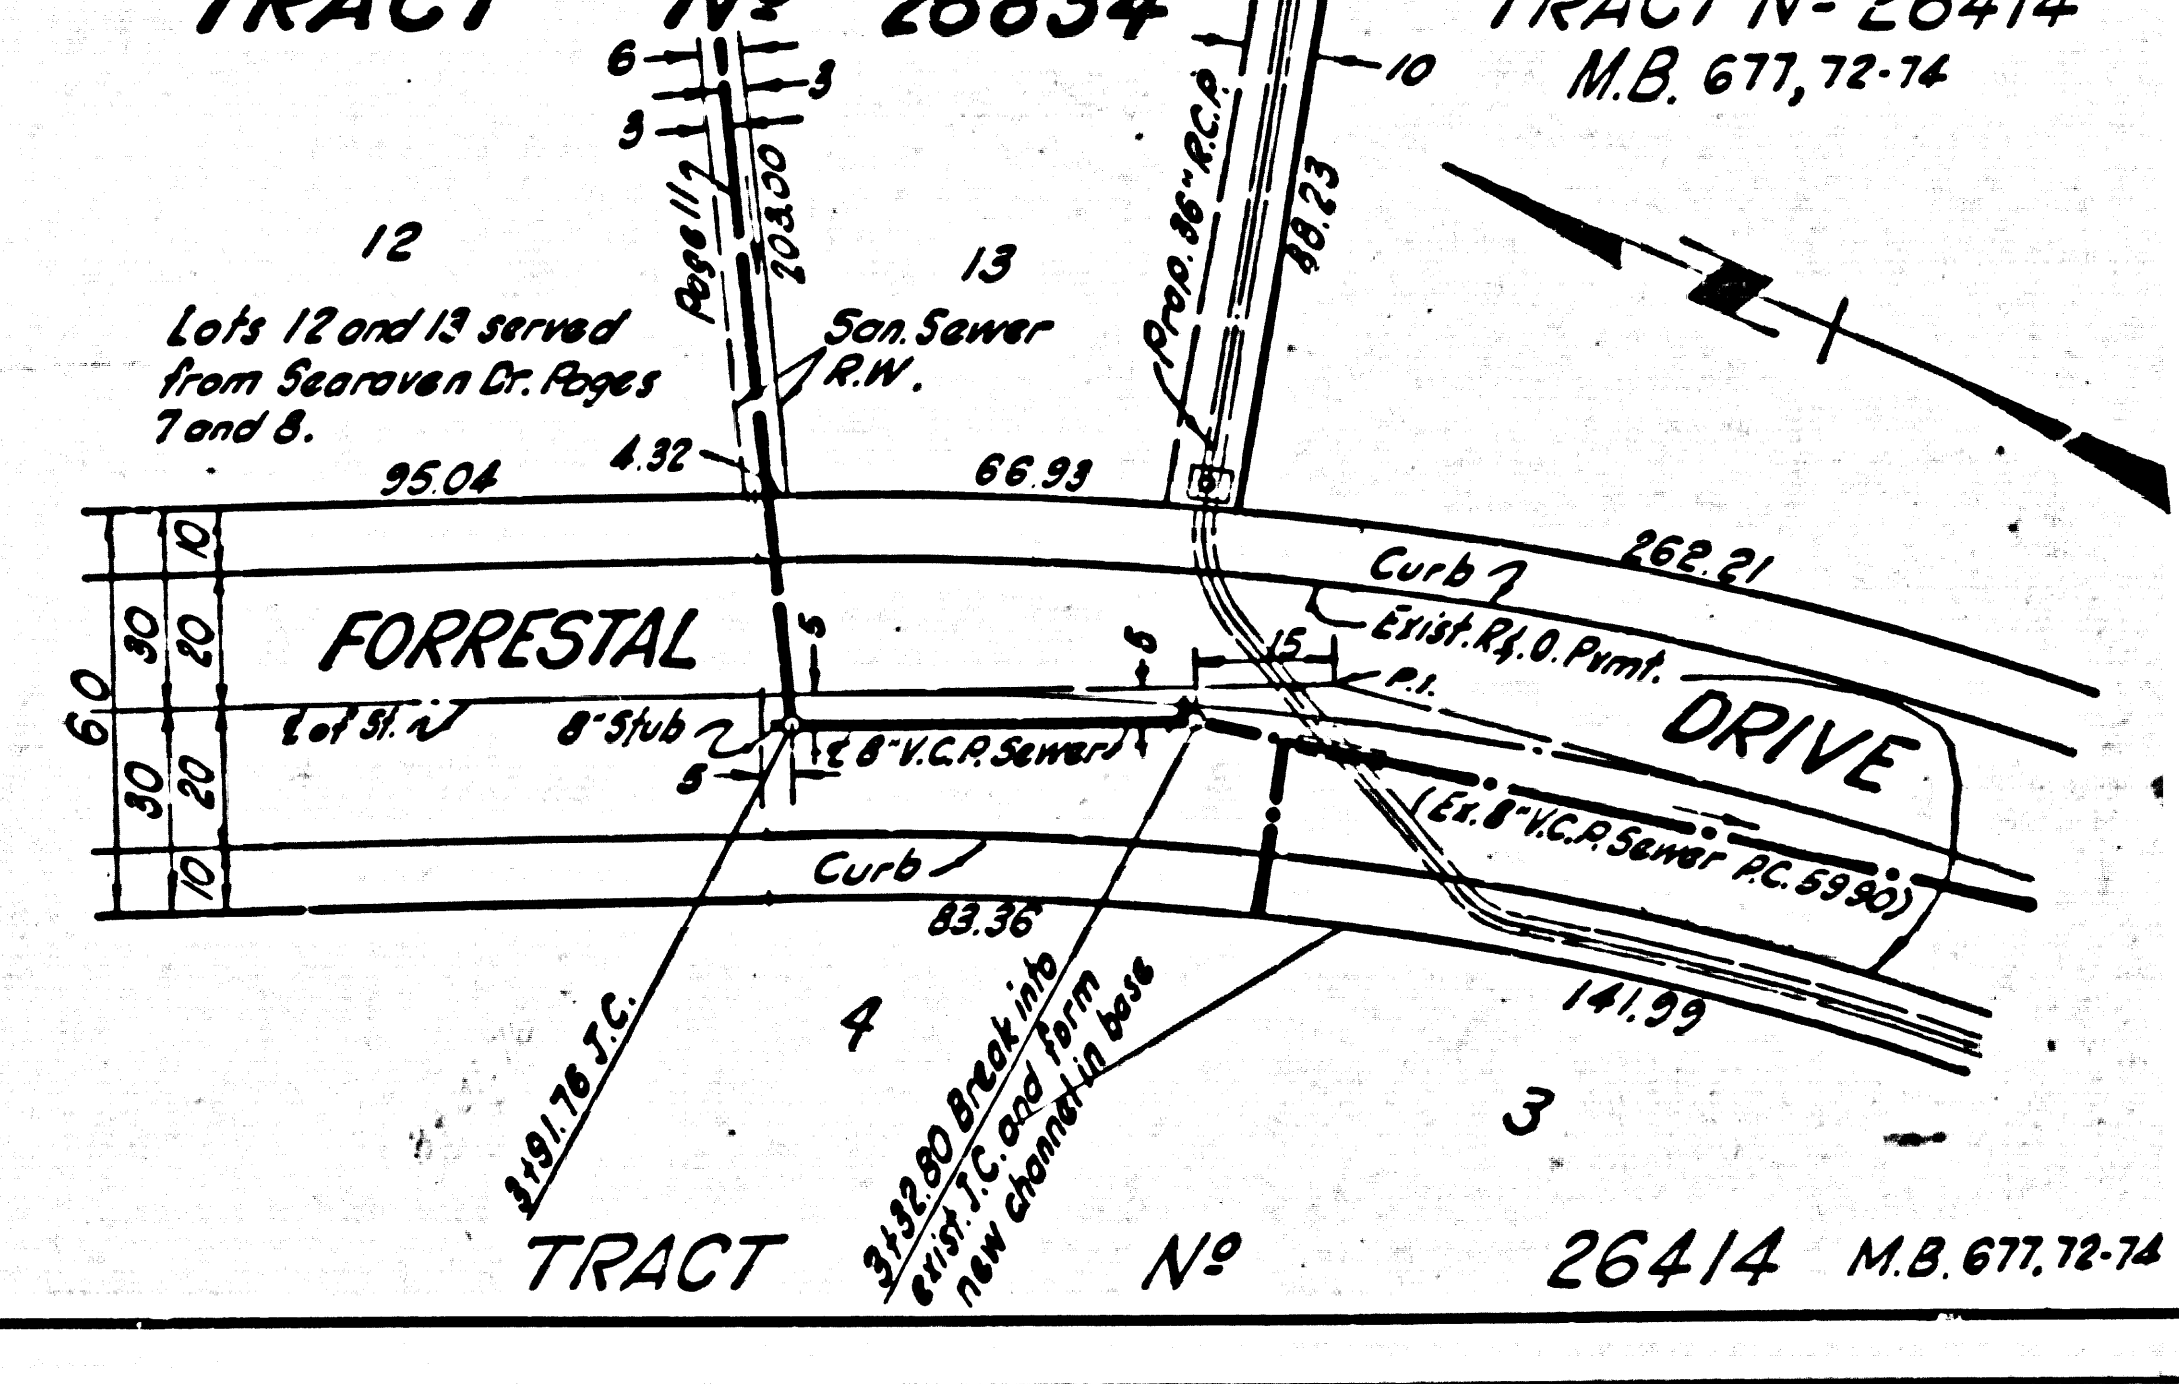 TRACT Nº 26834
TRACT Nº 26414
M.B. 677, 72-74
6
3
3
10
Page 11
203.00
Prop. 36" R.C.P.
88.23
12
13
Lots 12 and 13 served
from Searaven Dr. Pages
7 and 8.
San. Sewer
R.W.
95.04
4.32
66.93
262.21
N
60
30
30
10
20
20
10
Curb
Exist. R.&O. Pvmt.
FORRESTAL
DRIVE
5
6
15
P.I.
℄ of St.
8" Stub
5
℄ 8" V.C.P. Sewer
(Ex. 8" V.C.P. Sewer P.C. 5990)
Curb
83.36
141.99
4
3
3+91.76 J.C.
3+32.80 Break into
exist. J.C. and form
new channel in base
TRACT Nº 26414 M.B. 677, 72-74